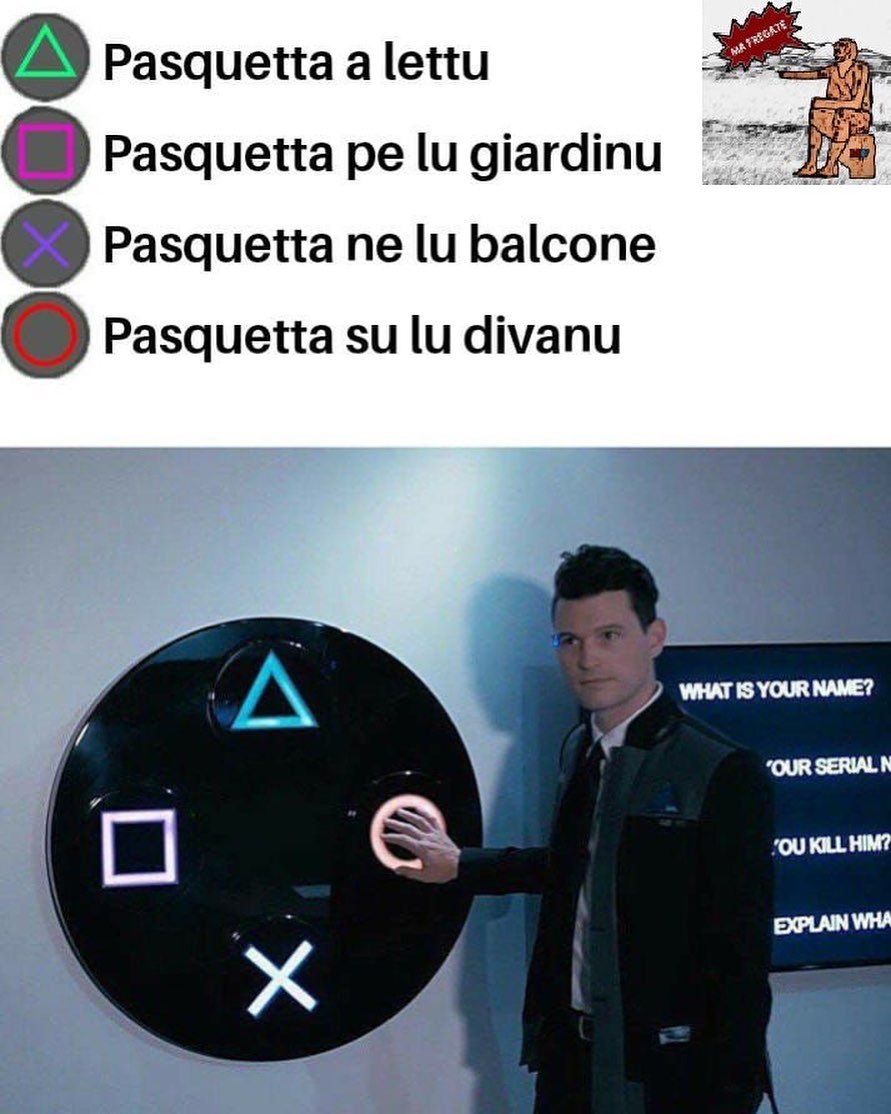 Pasquetta a lettu
MA FREGATE
Pasquetta pe lu giardinu
Pasquetta ne lu balcone
Pasquetta su lu divanu
WHAT IS YOUR NAME?
OUR SERIAL N
OU KILL HIM?
EXPLAIN WHA